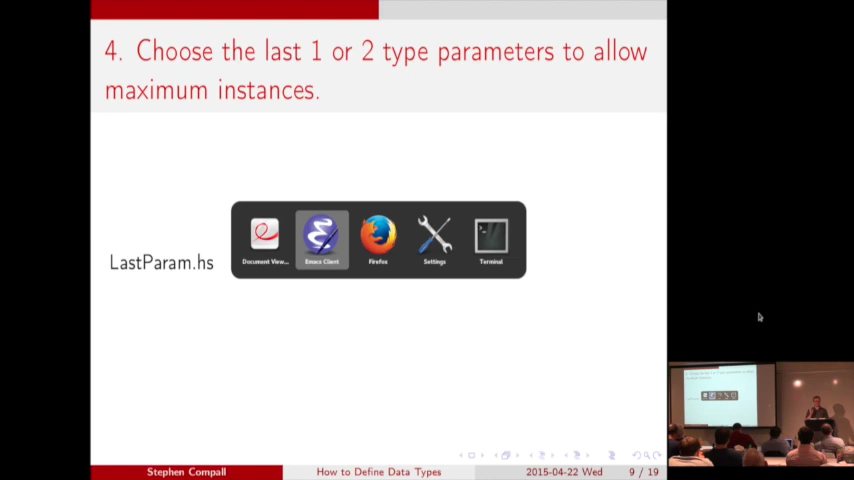 4. Choose the last 1 or 2 type parameters to allow
maximum instances.
LastParam.hs
Document View... Emacs Client Firefox Settings Terminal
Stephen Compall How to Define Data Types 2015-04-22 Wed 9 / 19